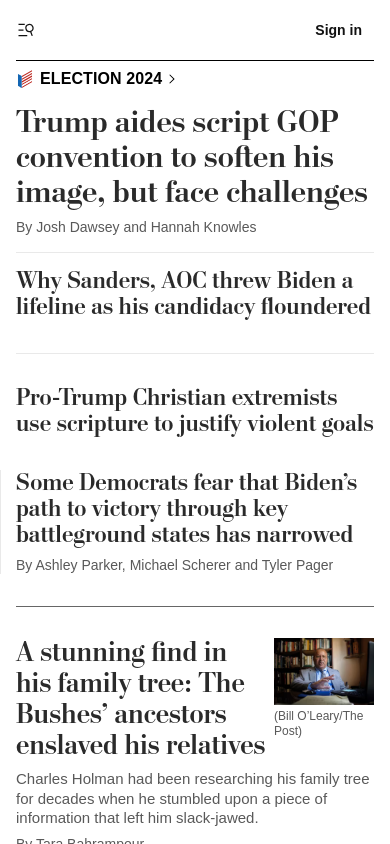 Sign in
ELECTION 2024
Trump aides script GOP
convention to soften his
image, but face challenges
By Josh Dawsey and Hannah Knowles
Why Sanders, AOC threw Biden a
lifeline as his candidacy floundered
Pro-Trump Christian extremists
use scripture to justify violent goals
Some Democrats fear that Biden’s
path to victory through key
battleground states has narrowed
By Ashley Parker, Michael Scherer and Tyler Pager
A stunning find in
his family tree: The
Bushes’ ancestors
enslaved his relatives
(Bill O’Leary/The
Post)
Charles Holman had been researching his family tree
for decades when he stumbled upon a piece of
information that left him slack-jawed.
By Tara Bahrampour